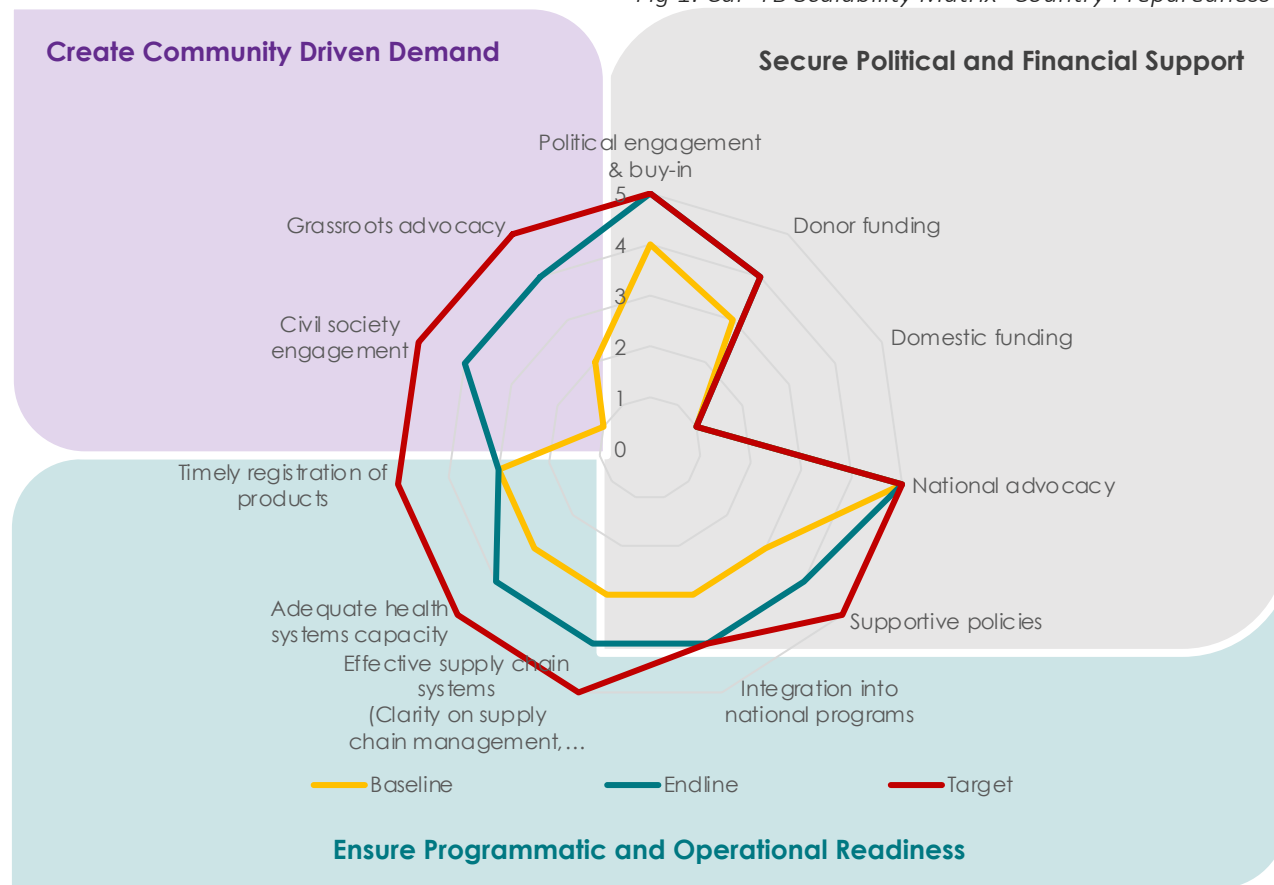 Create Community Driven Demand
Secure Political and Financial Support
Political engagement
& buy-in
Grassroots advocacy
Donor funding
Civil society
engagement
Domestic funding
Timely registration of
products
National advocacy
Adequate health
systems capacity
Supportive policies
Effective supply chain
systems
(Clarity on supply
chain management,...
Integration into
national programs
5
4
3
2
1
0
Baseline
Endline
Target
Ensure Programmatic and Operational Readiness